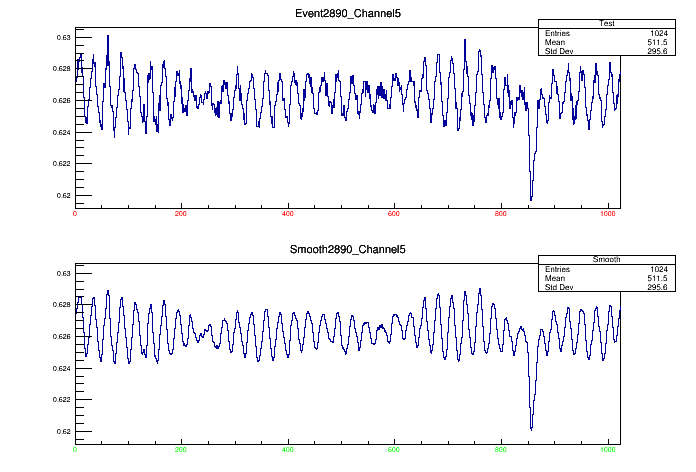 Event2890_Channel5
Test
Entries 1024
Mean 511.5
Std Dev 295.6
0.63
0.628
0.626
0.624
0.622
0.62
0 200 400 600 800 1000
Smooth2890_Channel5
Smooth
Entries 1024
Mean 511.5
Std Dev 295.6
0.63
0.628
0.626
0.624
0.622
0.62
0 200 400 600 800 1000